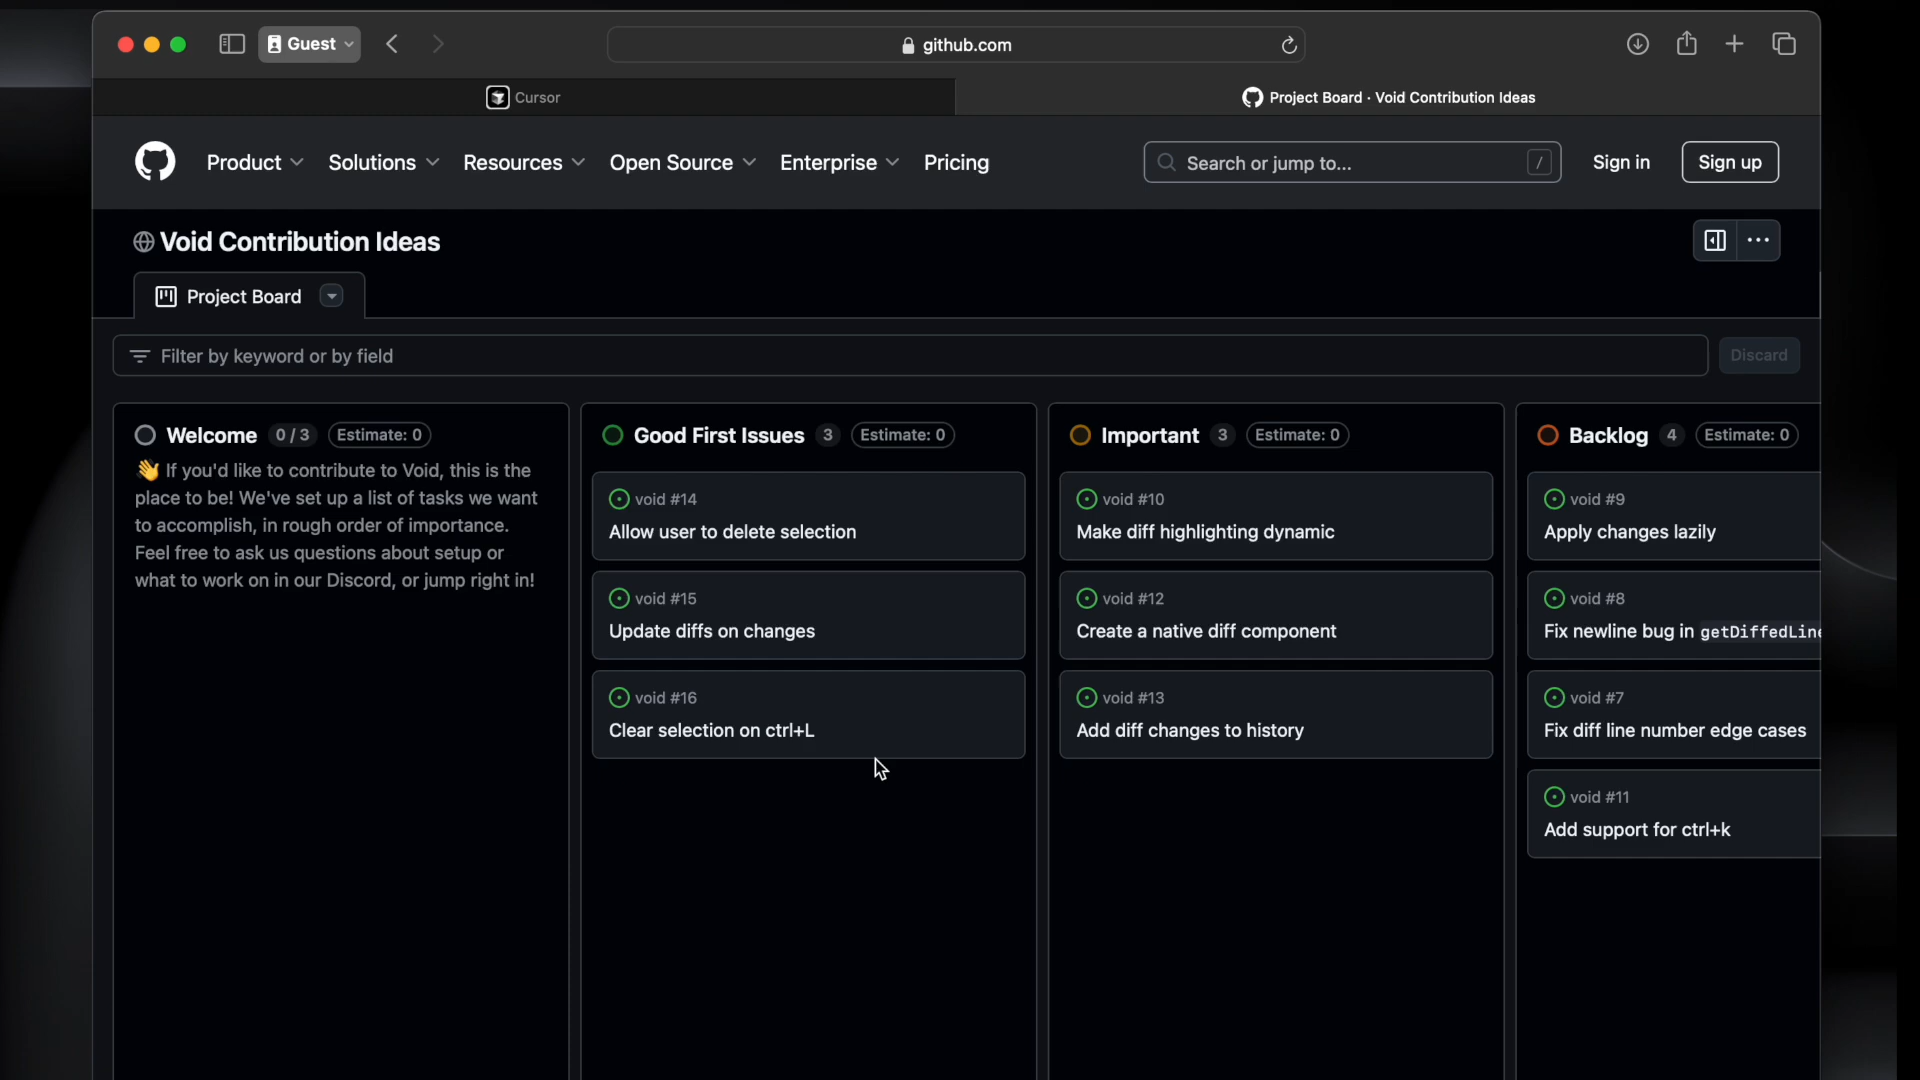 Guest
github.com
Cursor
Project Board · Void Contribution Ideas
Product
Solutions
Resources
Open Source
Enterprise
Pricing
Search or jump to...
/
Sign in
Sign up
Void Contribution Ideas
Project Board
Filter by keyword or by field
Discard
Welcome 0 / 3 Estimate: 0
👋 If you'd like to contribute to Void, this is the
place to be! We've set up a list of tasks we want
to accomplish, in rough order of importance.
Feel free to ask us questions about setup or
what to work on in our Discord, or jump right in!
Good First Issues 3 Estimate: 0
void #14
Allow user to delete selection
void #15
Update diffs on changes
void #16
Clear selection on ctrl+L
Important 3 Estimate: 0
void #10
Make diff highlighting dynamic
void #12
Create a native diff component
void #13
Add diff changes to history
Backlog 4 Estimate: 0
void #9
Apply changes lazily
void #8
Fix newline bug in getDiffedLine
void #7
Fix diff line number edge cases
void #11
Add support for ctrl+k